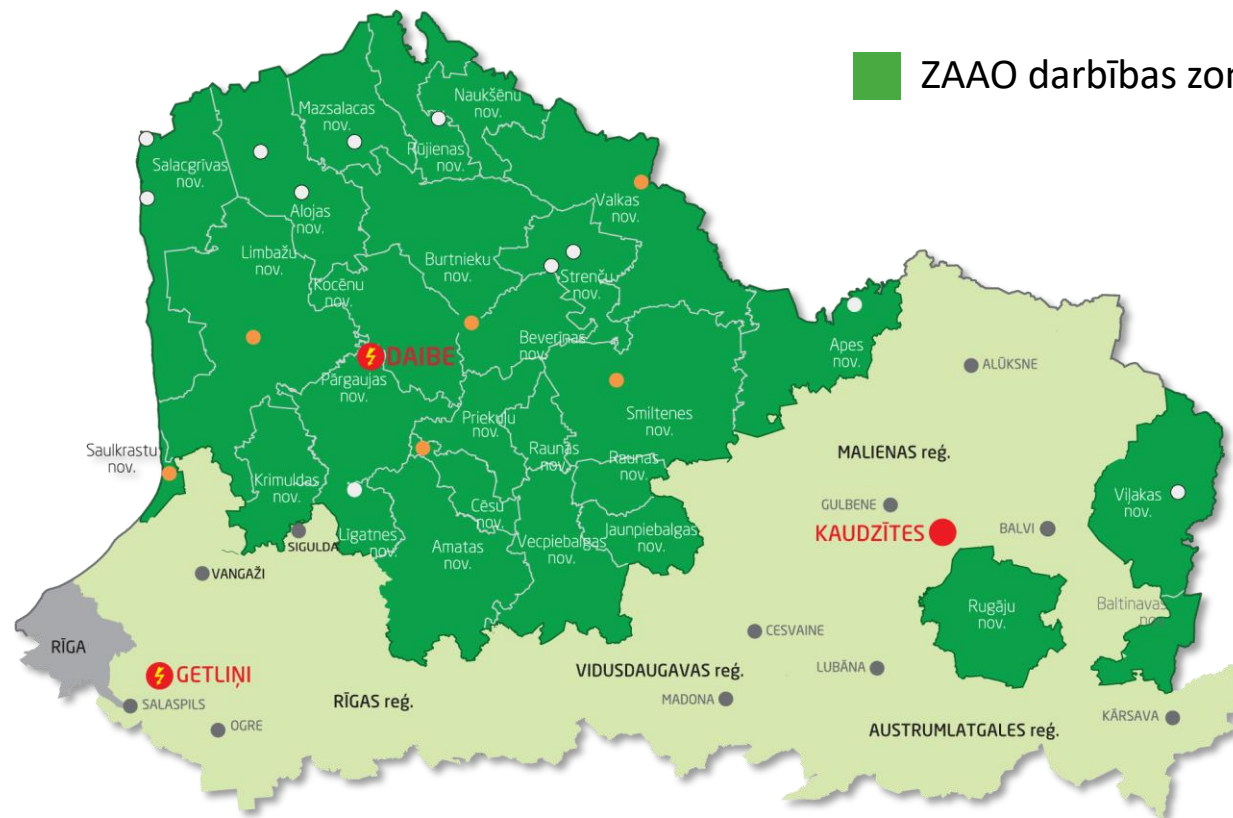 ZAAO darbības zon
Naukšēnu
nov.
Mazsalacas
nov.
Rūjienas
nov.
Salacgrīvas
nov.
Valkas
nov.
Alojas
nov.
Limbažu
nov.
Burtnieku
nov.
Strenču
nov.
Kocēnu
nov.
Beverīnas
nov.
Apes
nov.
DAIBE
ALŪKSNE
Pārgaujas
nov.
Priekuļu
nov.
Smiltenes
nov.
Saulkrastu
nov.
Raunas
nov.
Raunas
nov.
MALIENAS reģ.
Krimuldas
nov.
Cēsu
nov.
Viļakas
nov.
GULBENE
Līgatnes
nov.
Amatas
nov.
Vecpiebalgas
nov.
Jaunpiebalgas
nov.
KAUDZĪTES
BALVI
SIGULDA
VANGAŽI
Rugāju
nov.
Baltinavas
no
CESVAINE
RĪGA
LUBĀNA
VIDUSDAUGAVAS reģ.
GETLIŅI
MADONA
RĪGAS reģ.
SALASPILS
OGRE
AUSTRUMLATGALES reģ.
KĀRSAVA